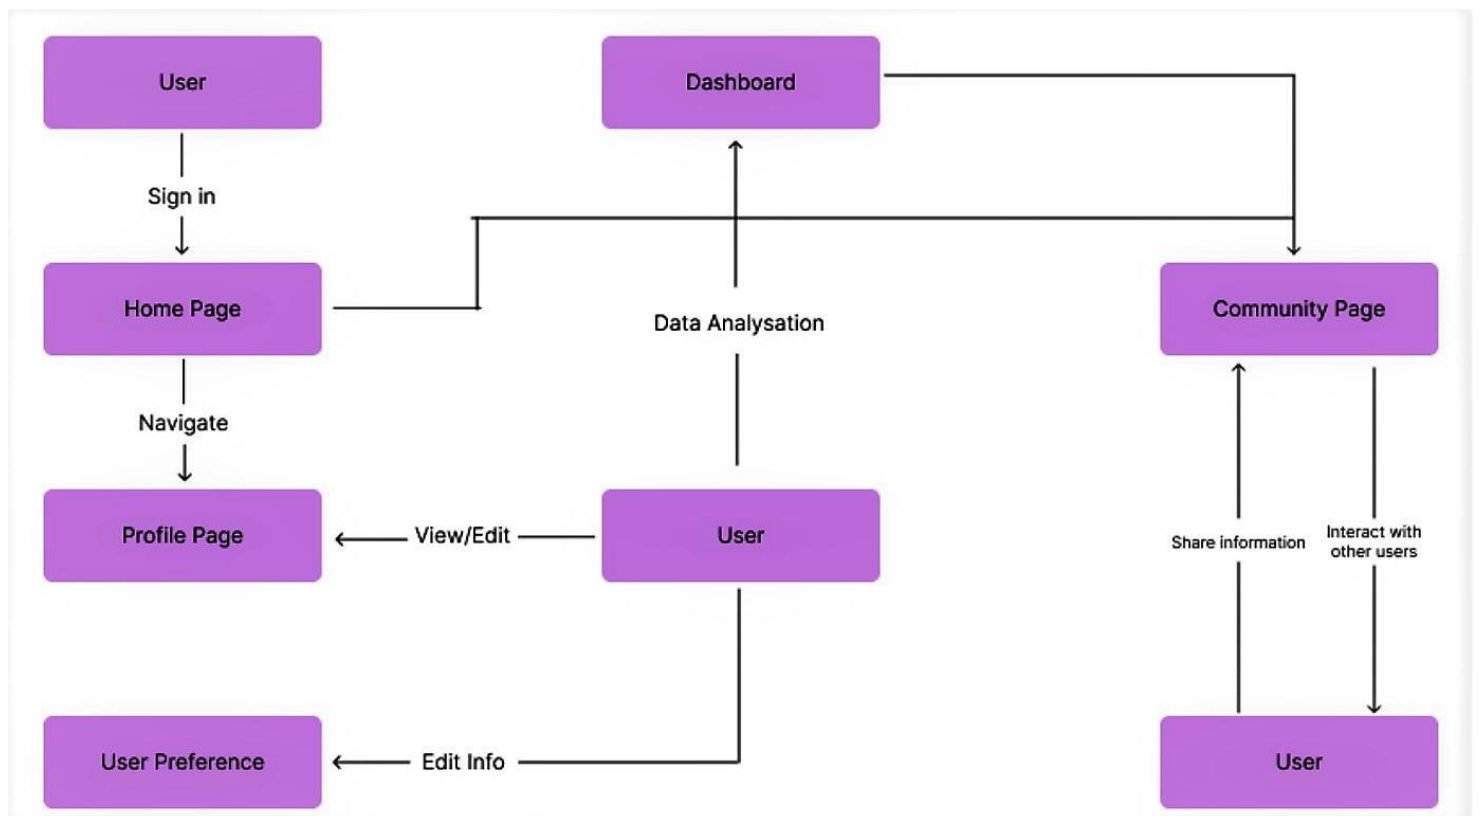 User
Dashboard
Sign in
Home Page
Data Analysation
Community Page
Navigate
Profile Page
View/Edit
User
Share information
Interact with
other users
User Preference
Edit Info
User